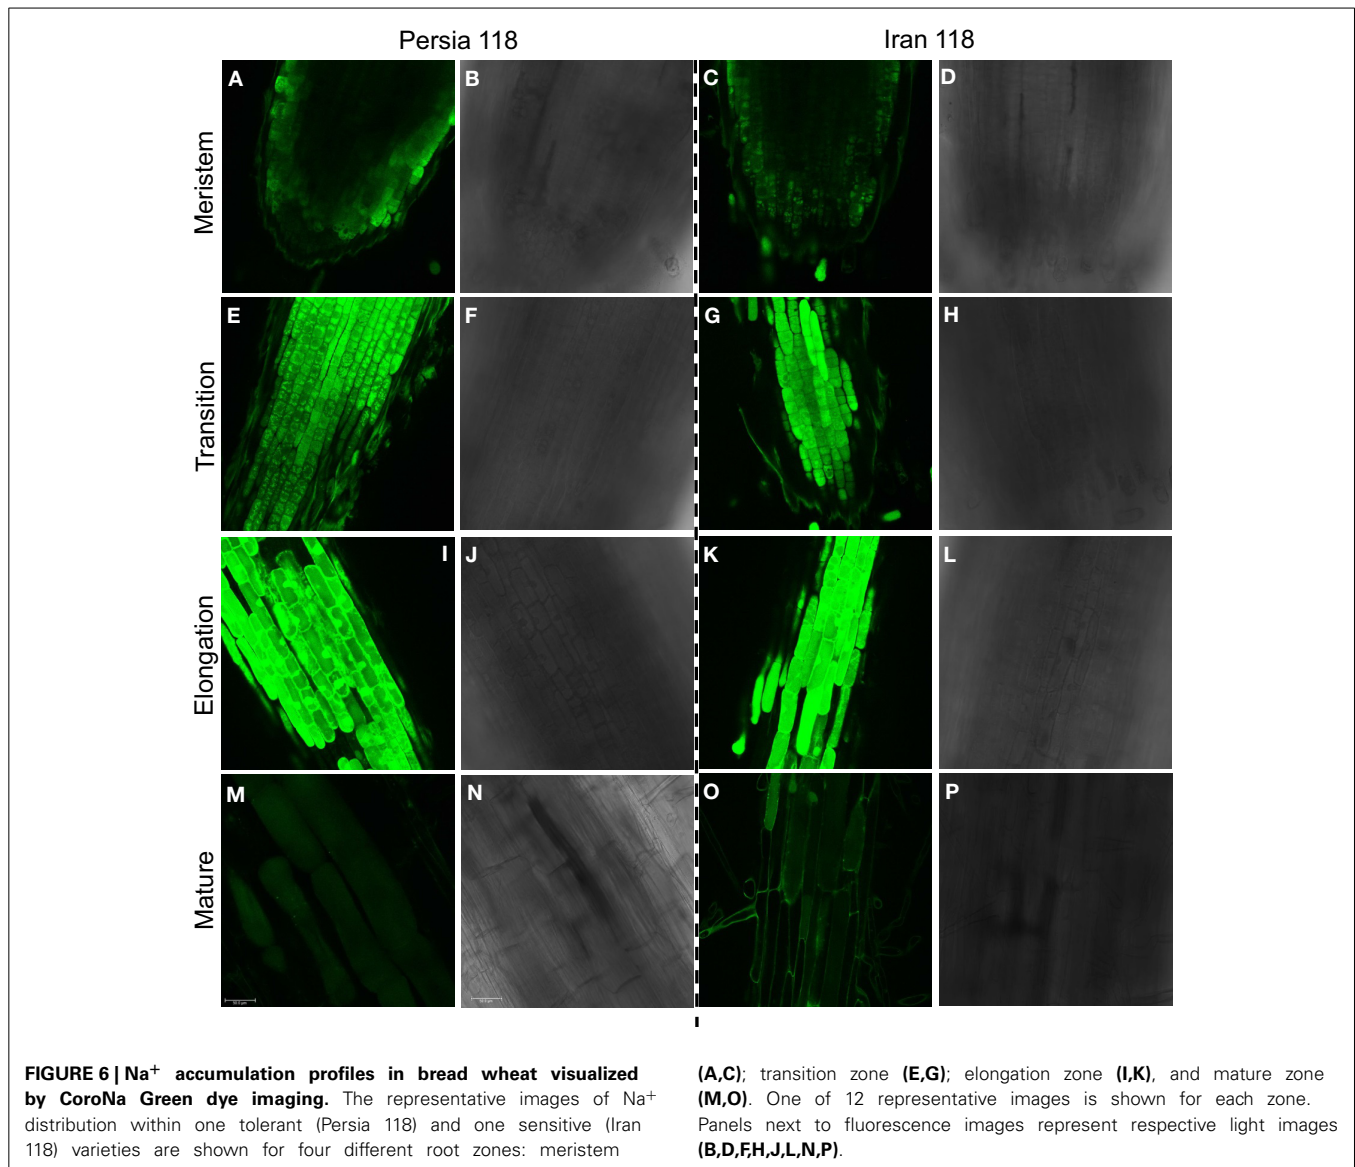 Persia 118
Iran 118
Meristem
A
B
C
D
Transition
E
F
G
H
Elongation
I
J
K
L
Mature
M
N
O
P
FIGURE 6 | Na+ accumulation profiles in bread wheat visualized
by CoroNa Green dye imaging. The representative images of Na+
distribution within one tolerant (Persia 118) and one sensitive (Iran
118) varieties are shown for four different root zones: meristem
(A,C); transition zone (E,G); elongation zone (I,K), and mature zone
(M,O). One of 12 representative images is shown for each zone.
Panels next to fluorescence images represent respective light images
(B,D,F,H,J,L,N,P).